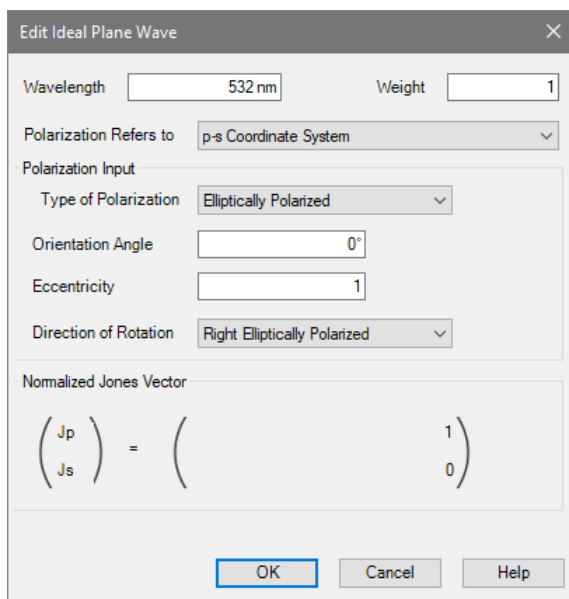 Edit Ideal Plane Wave
Wavelength 532 nm Weight 1
Polarization Refers to p-s Coordinate System
Polarization Input
Type of Polarization Elliptically Polarized
Orientation Angle 0°
Eccentricity 1
Direction of Rotation Right Elliptically Polarized
Normalized Jones Vector
Jp 1
=
Js 0
OK Cancel Help